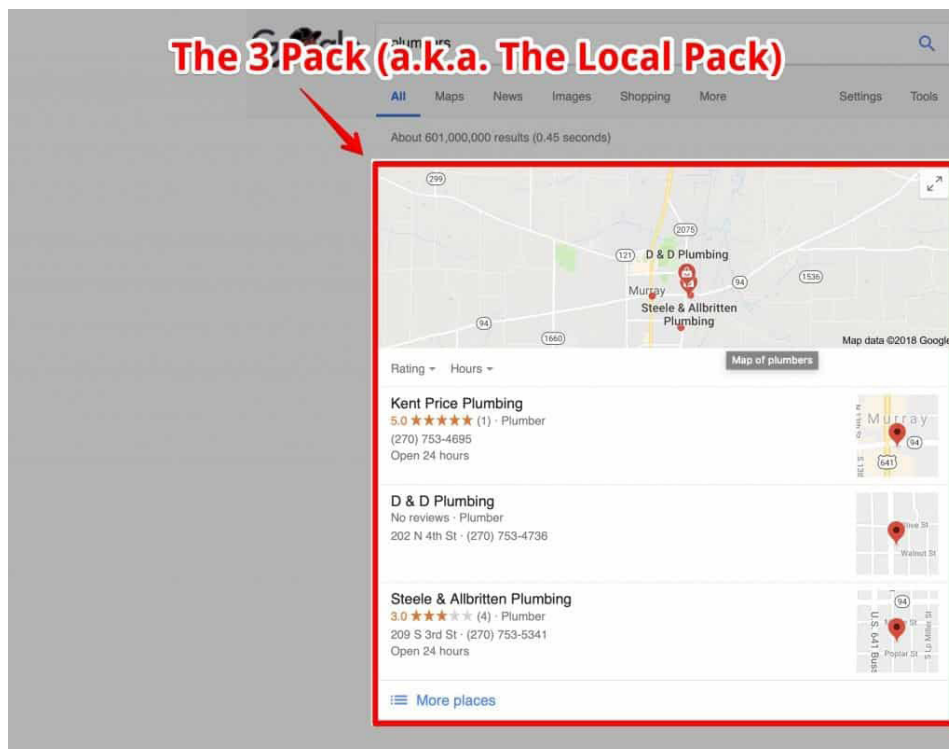 The 3 Pack (a.k.a. The Local Pack)
All Maps News Images Shopping More Settings Tools
About 601,000,000 results (0.45 seconds)
299
2075
121 D & D Plumbing
94 1536
Murray
Steele & Allbritten
Plumbing
94
1660
Map data ©2018 Google
Map of plumbers
Rating Hours
Kent Price Plumbing
5.0 ★★★★★ (1) · Plumber
(270) 753-4695
Open 24 hours
Murray
94
641
D & D Plumbing
No reviews · Plumber
202 N 4th St · (270) 753-4736
Walnut St
Steele & Allbritten Plumbing
3.0 ★★★★★ (4) · Plumber
209 S 3rd St · (270) 753-5341
Open 24 hours
94
U.S. 641 Bus
Poplar St
More places